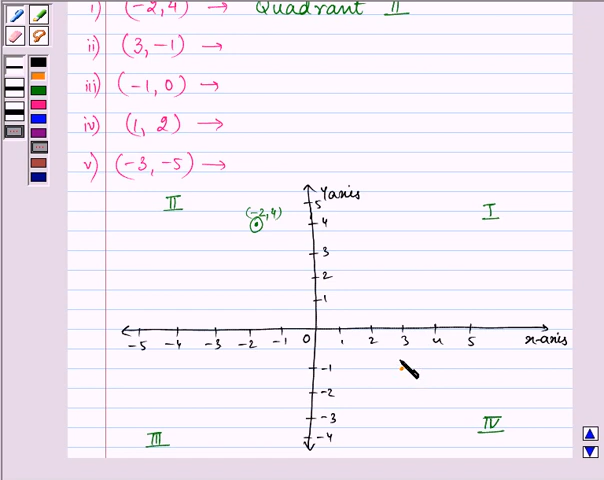 i) (-2,4) → Quadrant II
ii) (3,-1) →
iii) (-1,0) →
iv) (1, 2) →
v) (-3,-5) →
Y axis
II
I
(-2,4)
5
4
3
2
1
-5 -4 -3 -2 -1 0 1 2 3 4 5 x-axis
-1
-2
-3
-4
III
IV